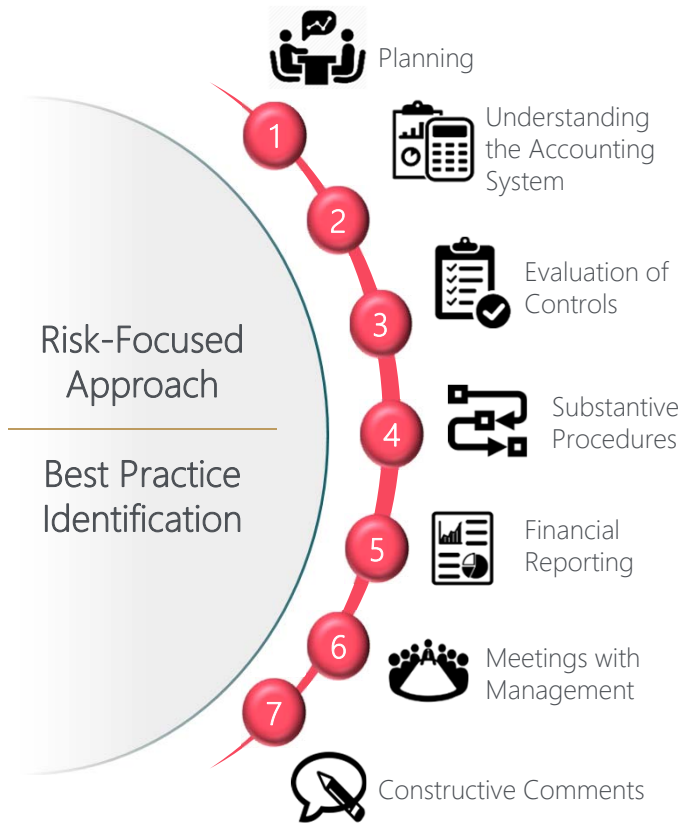 Risk-Focused
Approach
Best Practice
Identification
1
Planning
2
Understanding
the Accounting
System
3
Evaluation of
Controls
4
Substantive
Procedures
5
Financial
Reporting
6
Meetings with
Management
7
Constructive Comments